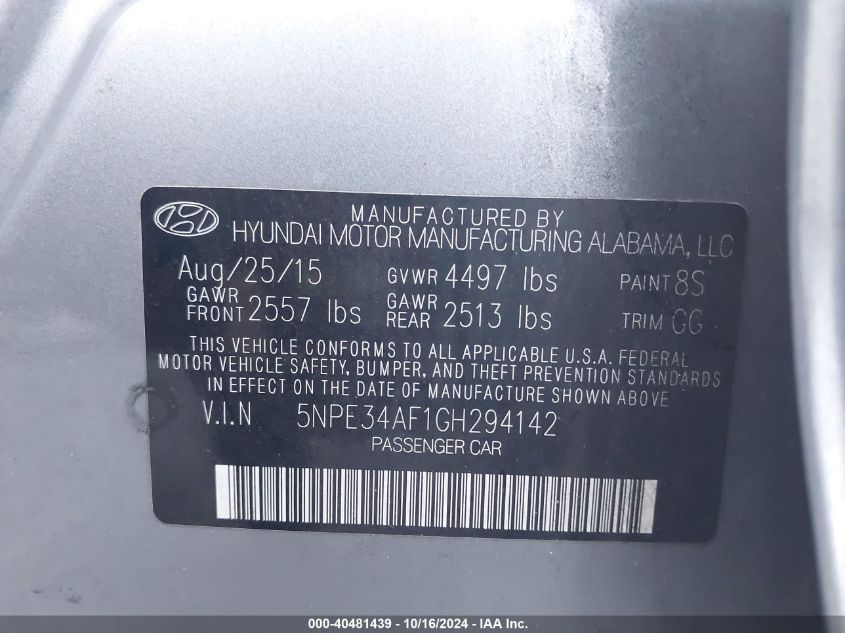 MANUFACTURED BY
HYUNDAI MOTOR MANUFACTURING ALABAMA, LLC
Aug/25/15 GVWR 4497 lbs PAINT 8S
GAWR FRONT 2557 lbs GAWR REAR 2513 lbs TRIM GG
THIS VEHICLE CONFORMS TO ALL APPLICABLE U.S.A. FEDERAL
MOTOR VEHICLE SAFETY, BUMPER, AND THEFT PREVENTION STANDARDS
IN EFFECT ON THE DATE OF MANUFACTURE SHOWN ABOVE
V.I.N 5NPE34AF1GH294142
PASSENGER CAR
000-40481439 - 10/16/2024 - IAA Inc.